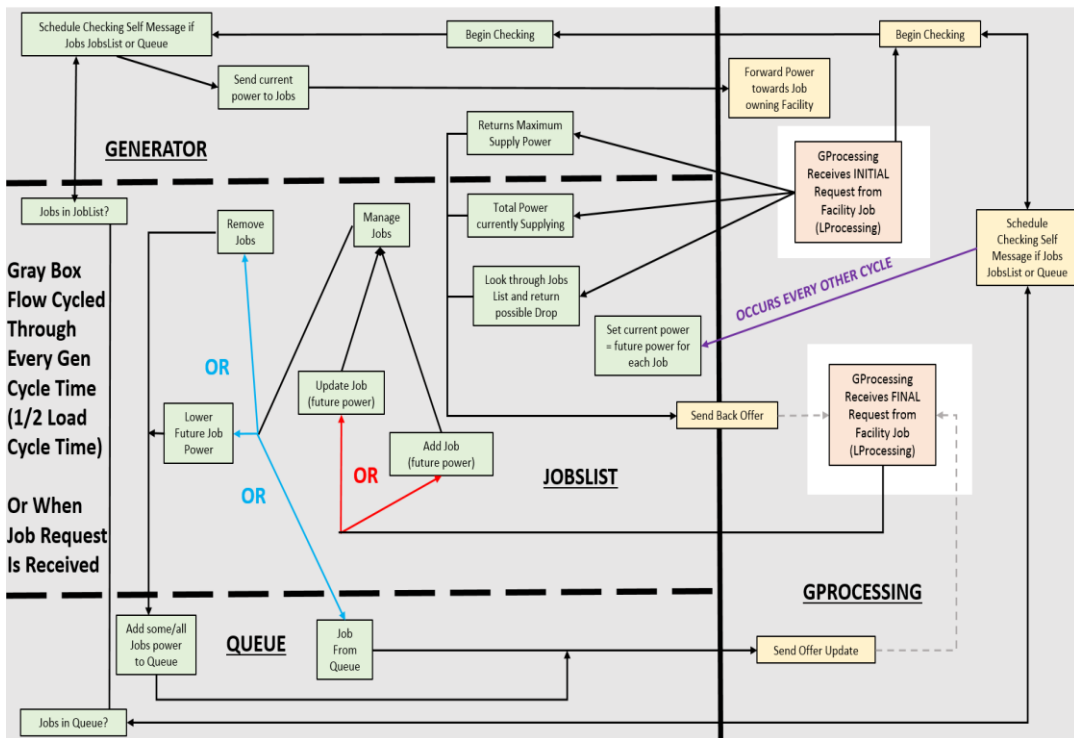 Schedule Checking Self Message if
Jobs JobsList or Queue
Begin Checking
Begin Checking
Send current
power to Jobs
Forward Power
towards Job
owning Facility
GENERATOR
Returns Maximum
Supply Power
GProcessing
Receives INITIAL
Request from
Facility Job
(LProcessing)
Jobs in JobList?
Remove
Jobs
Manage
Jobs
Total Power
currently Supplying
Schedule
Checking Self
Message if Jobs
JobsList or Queue
Gray Box
Flow Cycled
Through
Every Gen
Cycle Time
(1/2 Load
Cycle Time)
Or When
Job Request
Is Received
Look through Jobs
List and return
possible Drop
OCCURS EVERY OTHER CYCLE
Set current power
= future power for
each Job
OR
Update Job
(future power)
GProcessing
Receives FINAL
Request from
Facility Job
(LProcessing)
Lower
Future Job
Power
Send Back Offer
Add Job
(future power)
OR
OR
JOBSLIST
GPROCESSING
Add some/all
Jobs power
to Queue
QUEUE
Job
From
Queue
Send Offer Update
Jobs in Queue?